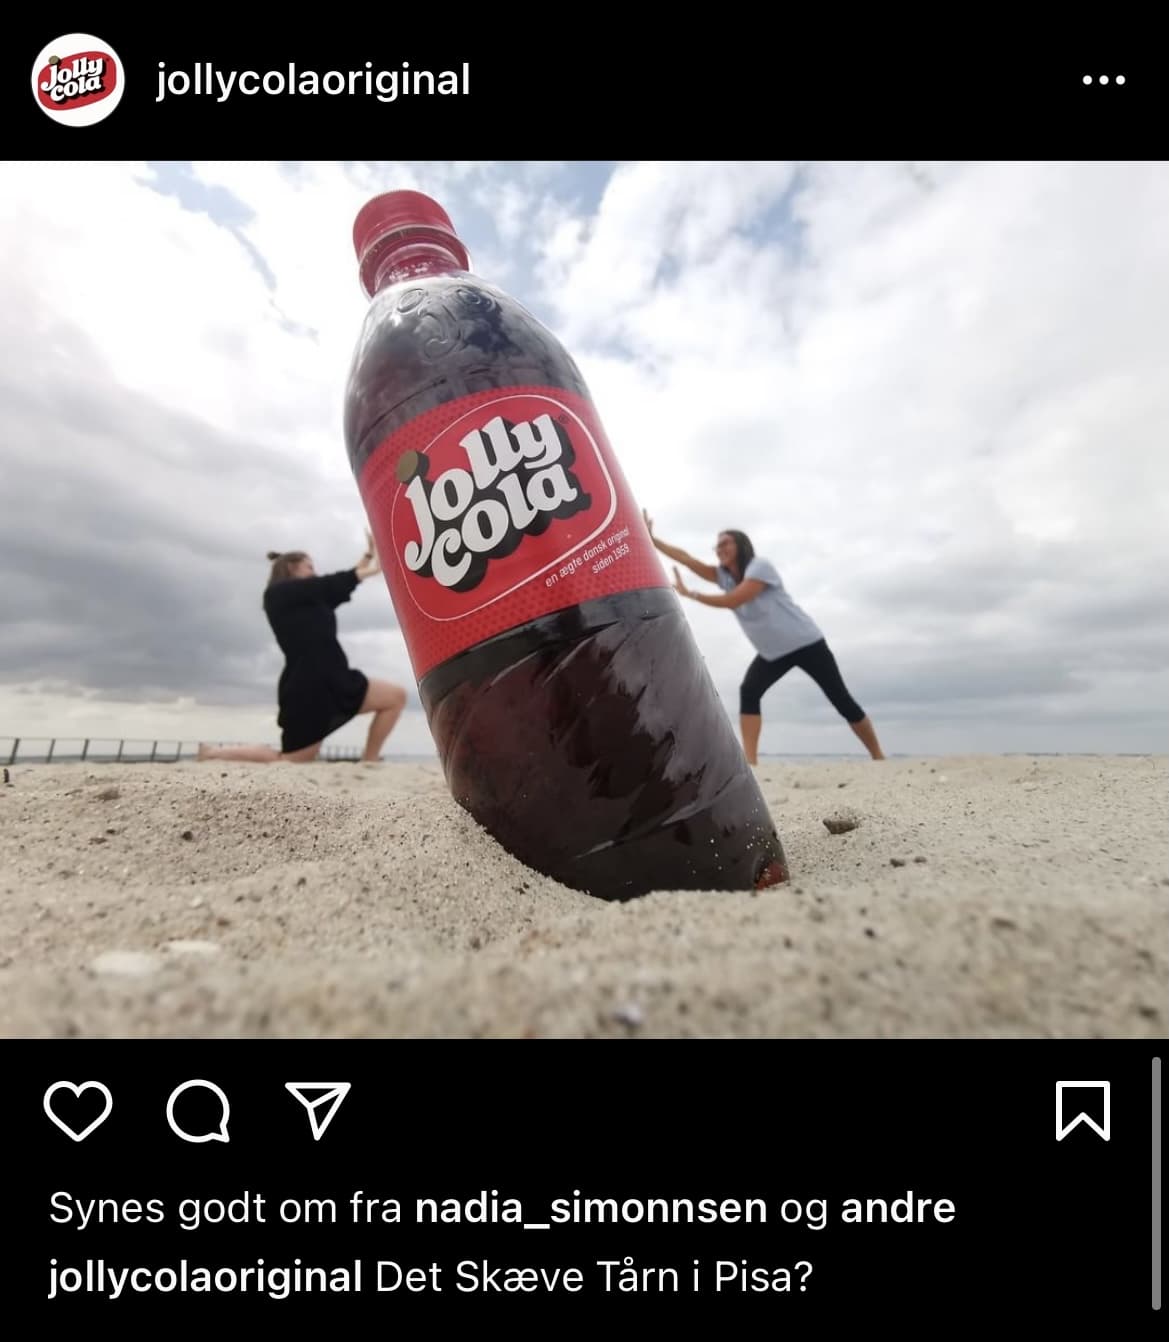 jolly
cola
jollycolaoriginal
jolly
cola
en ægte dansk original
siden 1959
Synes godt om fra nadia_simonnsen og andre
jollycolaoriginal Det Skæve Tårn i Pisa?